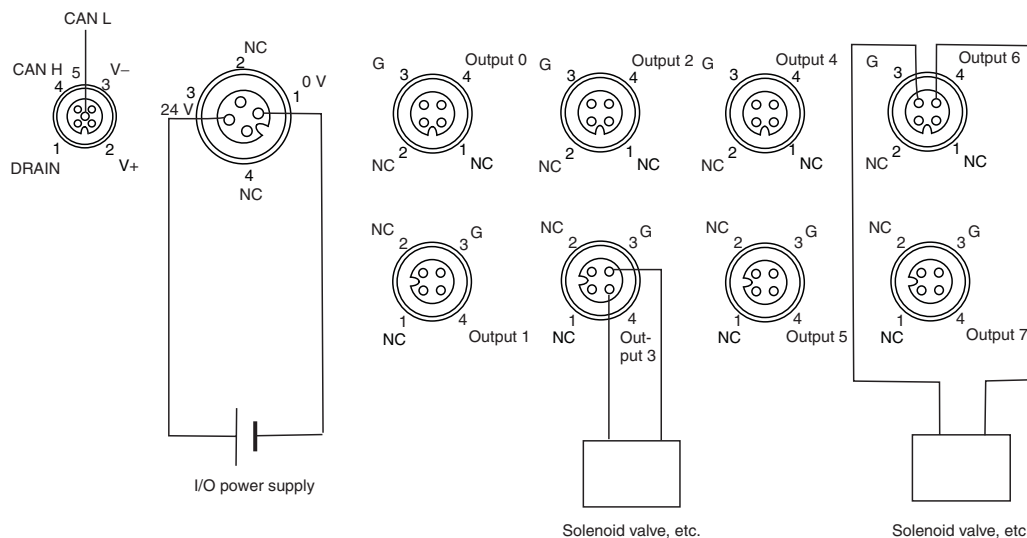 CAN L
CAN H 5 V–
4 3
1 2
DRAIN V+
NC
2
3 0 V
24 V 1
4
NC
G Output 0
3 4
2 1
NC NC
G Output 2
3 4
2 1
NC NC
G Output 4
3 4
2 1
NC NC
G Output 6
3 4
2 1
NC NC
NC G
2 3
1 4
NC Output 1
NC G
2 3
1 4
NC Out-
put 3
NC G
2 3
1 4
NC Output 5
NC G
2 3
1 4
NC Output 7
I/O power supply
Solenoid valve, etc.
Solenoid valve, etc